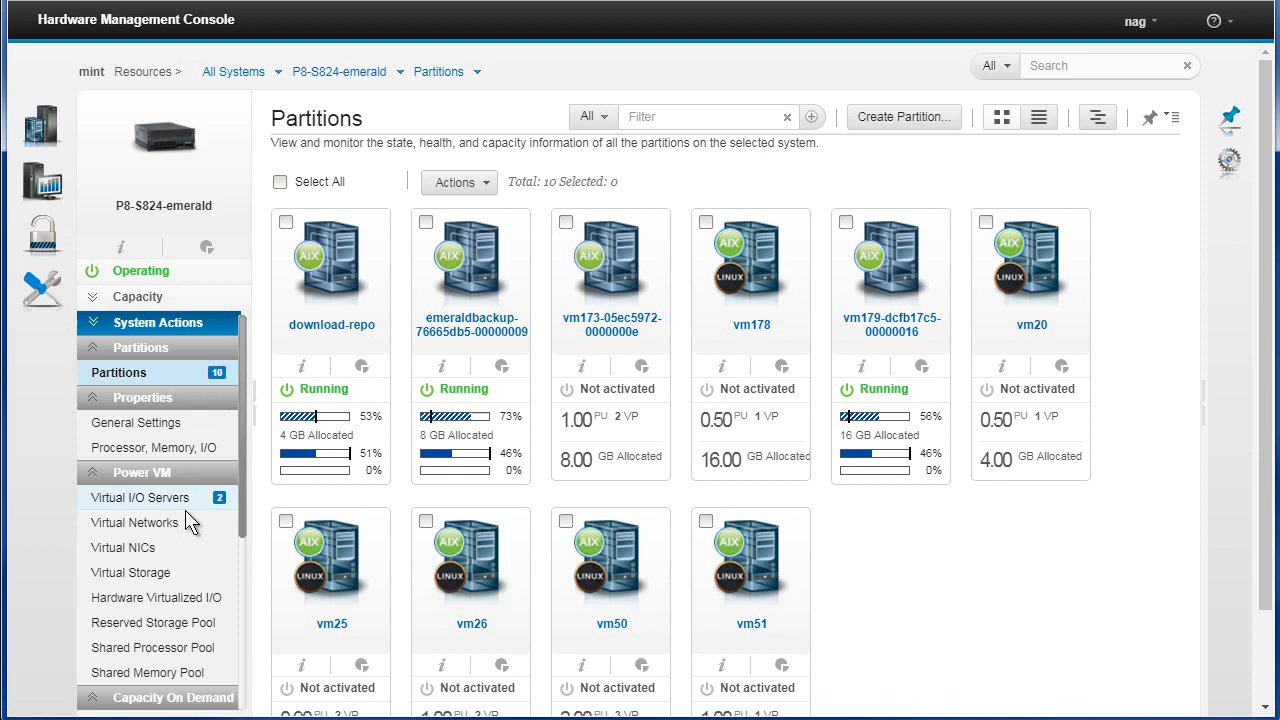 Hardware Management Console
nag
?
mint Resources > All Systems P8-S824-emerald Partitions
All Search
P8-S824-emerald
Operating
Capacity
System Actions
Partitions
Partitions 10
Properties
General Settings
Processor, Memory, I/O
Power VM
Virtual I/O Servers 2
Virtual Networks
Virtual NICs
Virtual Storage
Hardware Virtualized I/O
Reserved Storage Pool
Shared Processor Pool
Shared Memory Pool
Capacity On Demand
Partitions
All Filter
Create Partition...
View and monitor the state, health, and capacity information of all the partitions on the selected system.
Select All
Actions
Total: 10 Selected: 0
AIX
download-repo
Running
53%
4 GB Allocated
51%
0%
AIX
emeraldbackup-
76665db5-00000009
Running
73%
8 GB Allocated
46%
0%
AIX
vm173-05ec5972-
0000000e
Not activated
1.00 PU 2 VP
8.00 GB Allocated
AIX
LINUX
vm178
Not activated
0.50 PU 1 VP
16.00 GB Allocated
AIX
vm179-dcfb17c5-
00000016
Running
56%
16 GB Allocated
46%
0%
AIX
LINUX
vm20
Not activated
0.50 PU 1 VP
4.00 GB Allocated
AIX
LINUX
vm25
Not activated
AIX
LINUX
vm26
Not activated
AIX
LINUX
vm50
Not activated
AIX
LINUX
vm51
Not activated